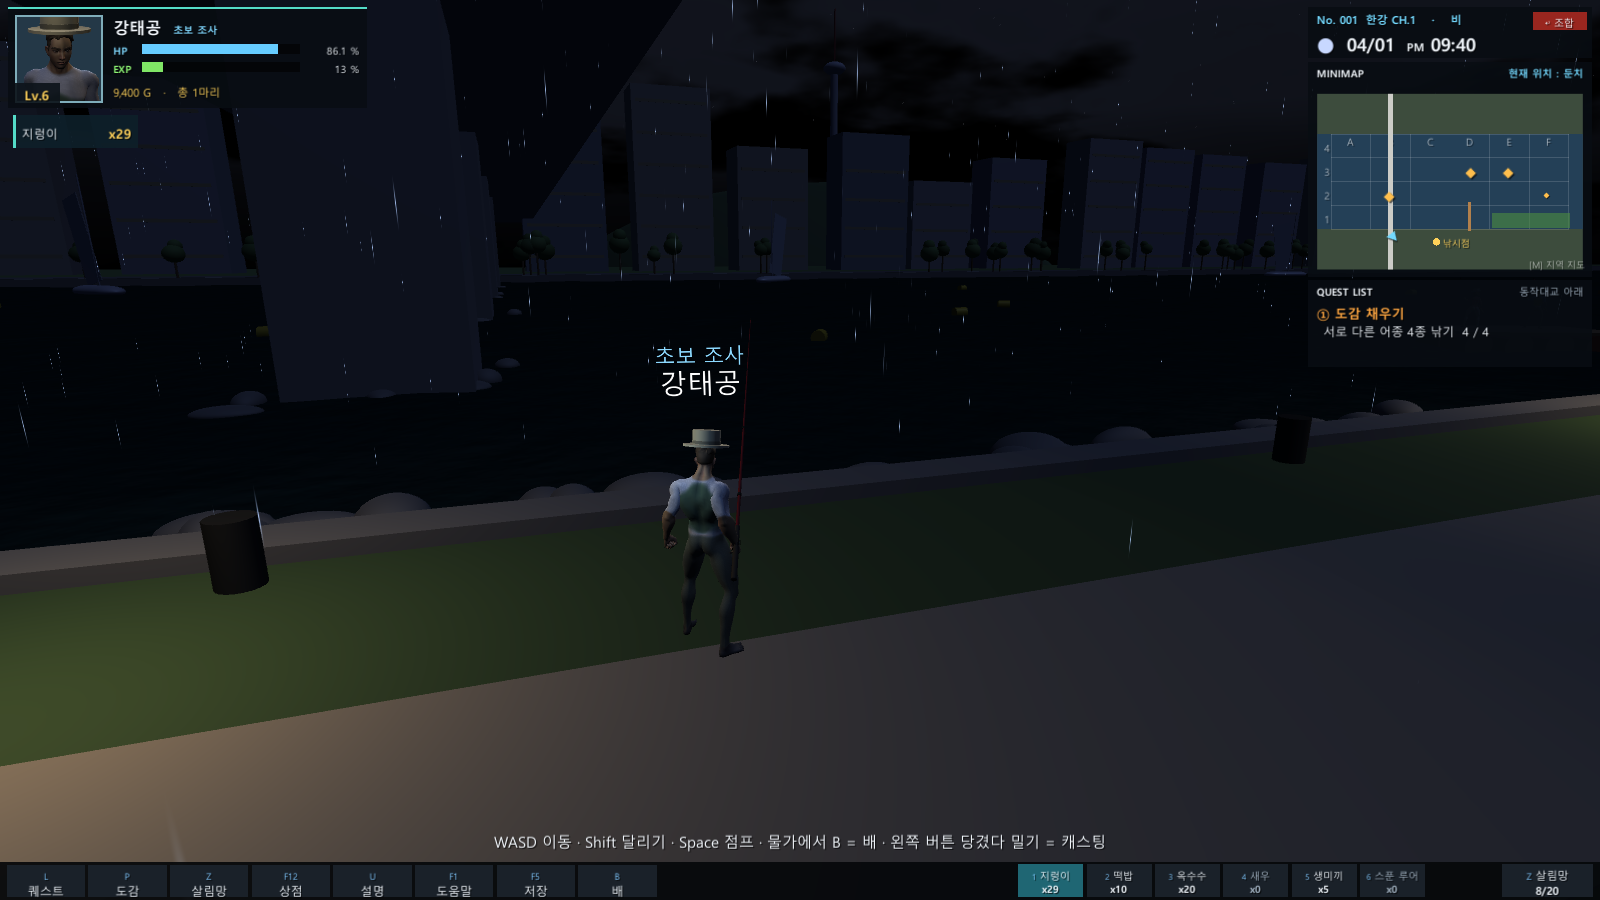 강태공 초보 조사
HP 86.1 %
EXP 13 %
Lv.6
9,400 G · 총 1마리
지렁이 x29
No. 001 한강 CH.1 · 비
조합
04/01 PM 09:40
MINIMAP 현재 위치 : 둔치
A C D E F
4
3
2
1
낚시점
[M] 지역 지도
QUEST LIST 동작대교 아래
① 도감 채우기
서로 다른 어종 4종 낚기 4 / 4
초보 조사
강태공
WASD 이동 · Shift 달리기 · Space 점프 · 물가에서 B = 배 · 왼쪽 버튼 당겼다 밀기 = 캐스팅
L P Z F12 U F1 F5 B
퀘스트 도감 살림망 상점 설명 도움말 저장 배
1 지렁이 2 떡밥 3 옥수수 4 새우 5 생미끼 6 스푼 루어 Z 살림망
x29 x10 x20 x0 x5 x0 8/20